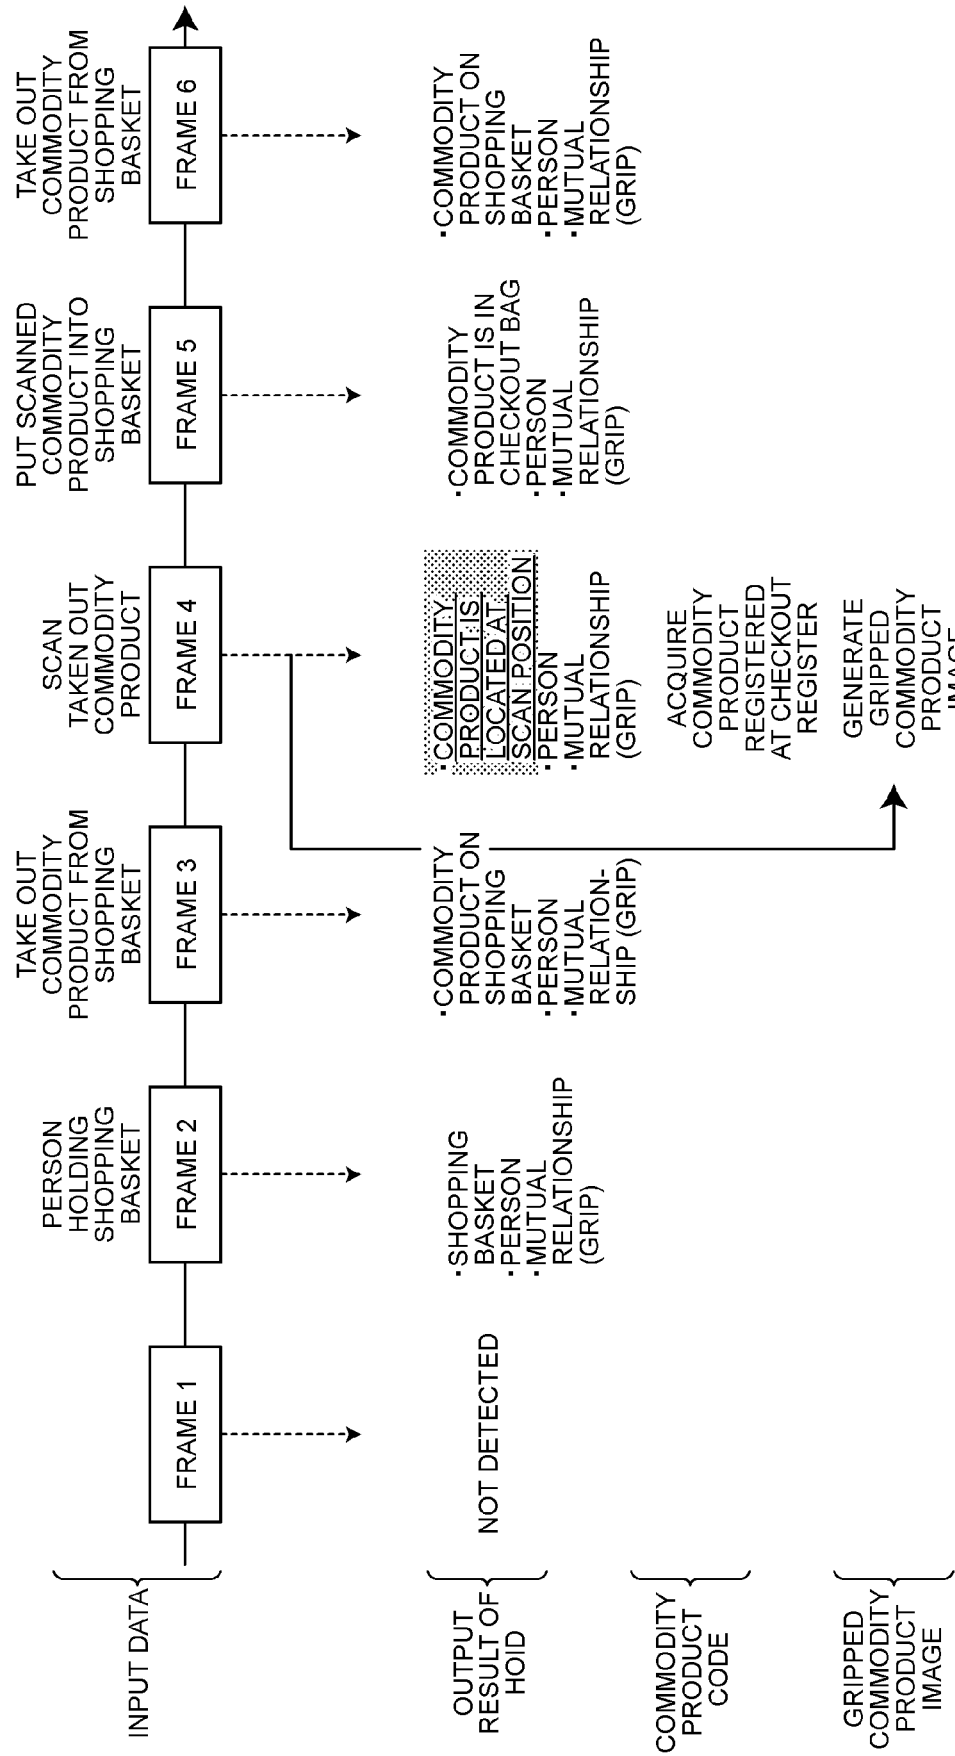 INPUT DATA
PERSON
HOLDING
SHOPPING
BASKET
TAKE OUT
COMMODITY
PRODUCT FROM
SHOPPING
BASKET
SCAN
TAKEN OUT
COMMODITY
PRODUCT
PUT SCANNED
COMMODITY
PRODUCT INTO
SHOPPING
BASKET
TAKE OUT
COMMODITY
PRODUCT FROM
SHOPPING
BASKET
FRAME 1
FRAME 2
FRAME 3
FRAME 4
FRAME 5
FRAME 6
OUTPUT
RESULT OF
HOID
NOT DETECTED
・SHOPPING
BASKET
・PERSON
・MUTUAL
RELATIONSHIP
(GRIP)
・COMMODITY
PRODUCT ON
SHOPPING
BASKET
・PERSON
・MUTUAL
RELATION-
SHIP (GRIP)
・COMMODITY
PRODUCT IS
LOCATED AT
SCAN POSITION
・PERSON
・MUTUAL
RELATIONSHIP
(GRIP)
・COMMODITY
PRODUCT IS IN
CHECKOUT BAG
・PERSON
・MUTUAL
RELATIONSHIP
(GRIP)
・COMMODITY
PRODUCT ON
SHOPPING
BASKET
・PERSON
・MUTUAL
RELATIONSHIP
(GRIP)
COMMODITY
PRODUCT
CODE
ACQUIRE
COMMODITY
PRODUCT
REGISTERED
AT CHECKOUT
REGISTER
GRIPPED
COMMODITY
PRODUCT
IMAGE
GENERATE
GRIPPED
COMMODITY
PRODUCT
IMAGE